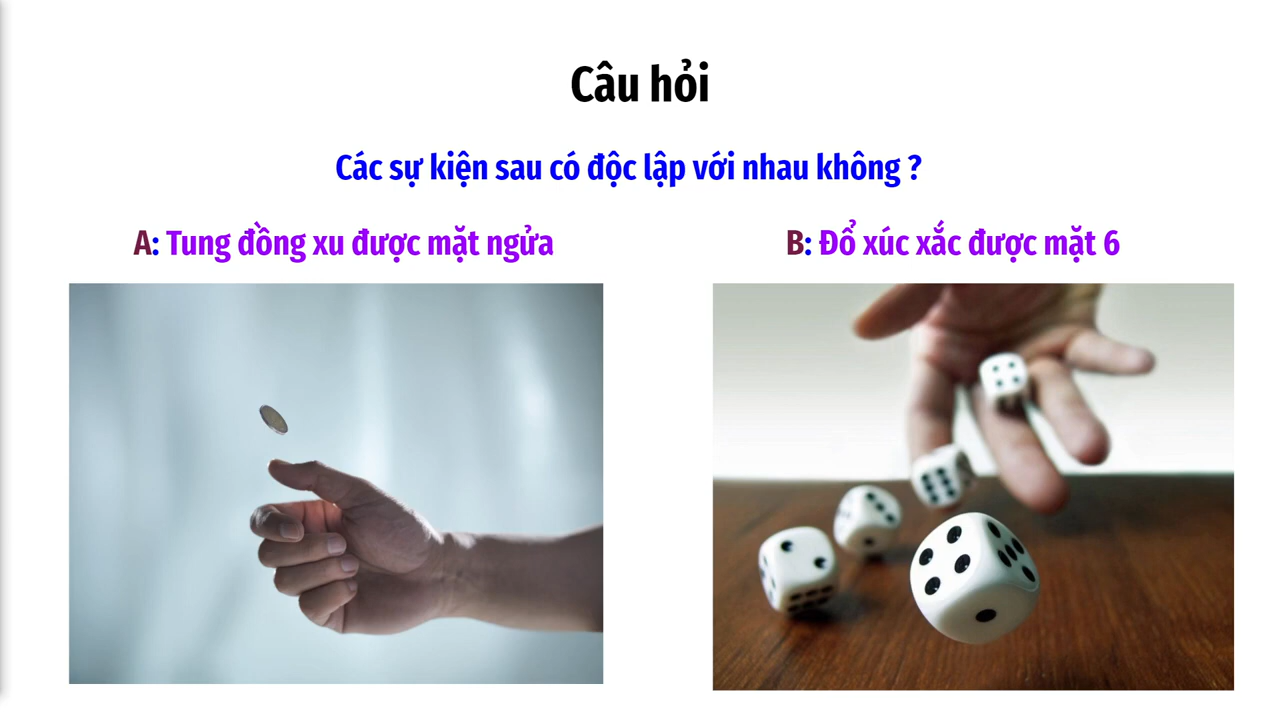 Câu hỏi
Các sự kiện sau có độc lập với nhau không ?
A: Tung đồng xu được mặt ngửa
B: Đổ xúc xắc được mặt 6